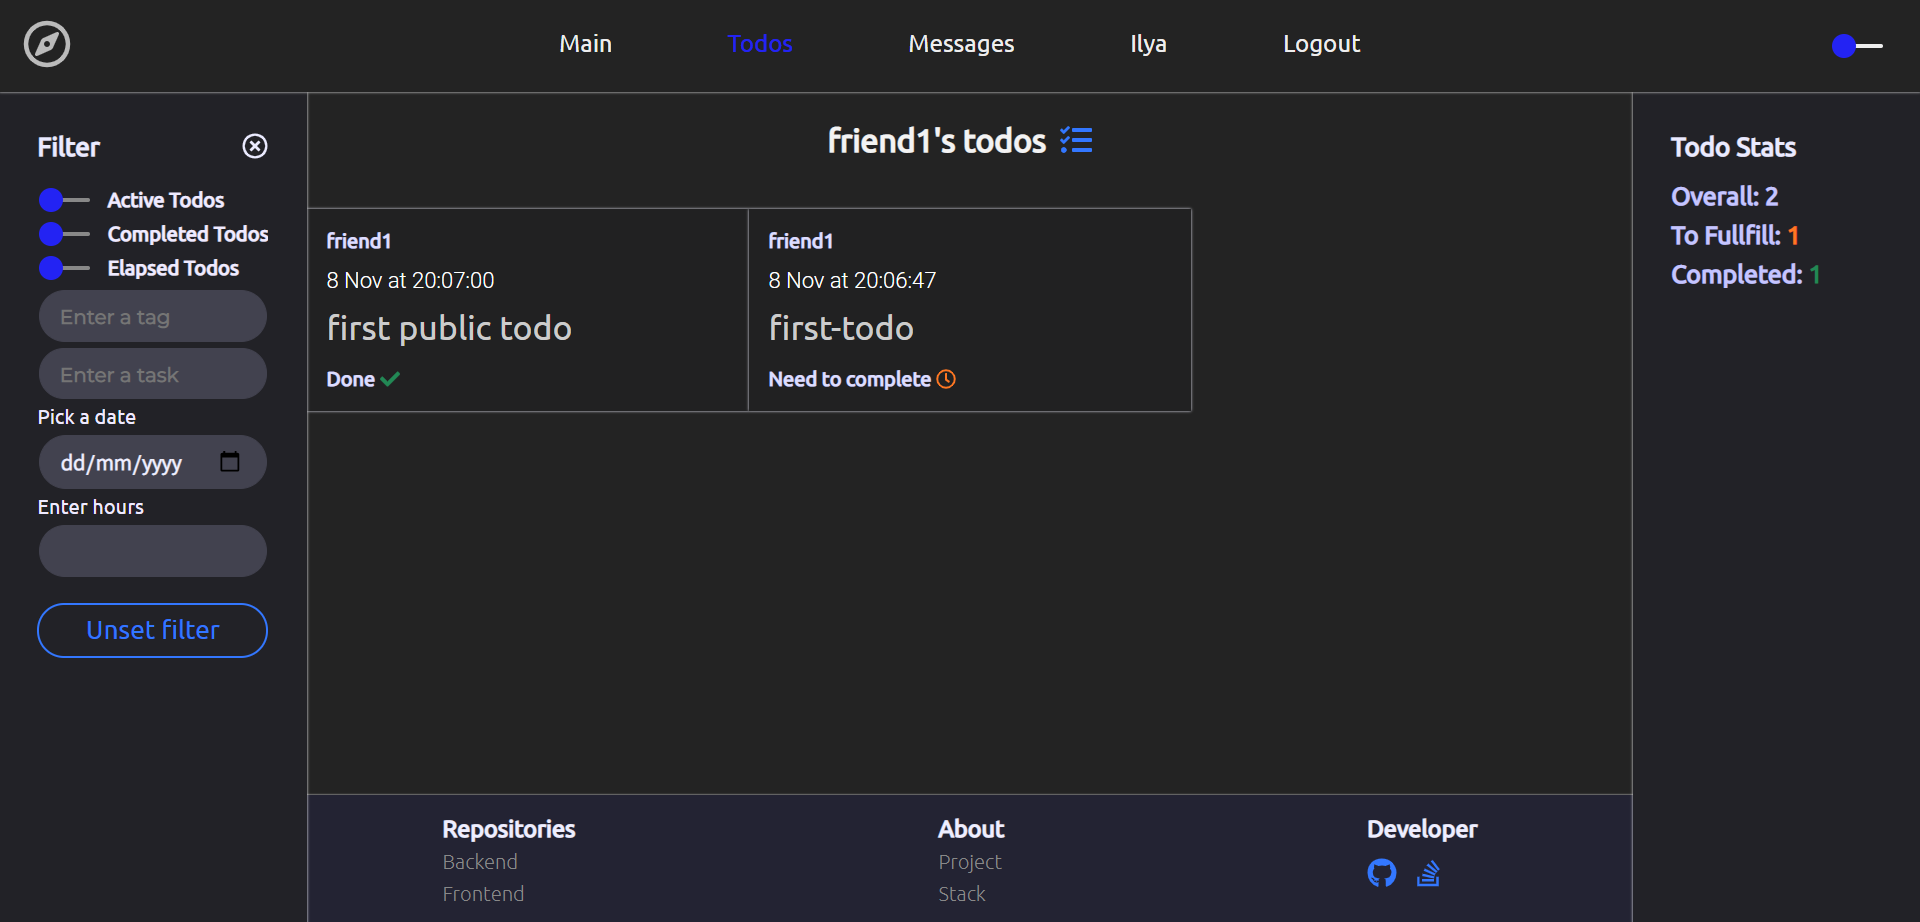 Main
Todos
Messages
Ilya
Logout
Filter
Active Todos
Completed Todos
Elapsed Todos
Enter a tag
Enter a task
Pick a date
dd/mm/yyyy
Enter hours
Unset filter
friend1's todos
friend1
8 Nov at 20:07:00
first public todo
Done
friend1
8 Nov at 20:06:47
first-todo
Need to complete
Todo Stats
Overall: 2
To Fullfill: 1
Completed: 1
Repositories
Backend
Frontend
About
Project
Stack
Developer